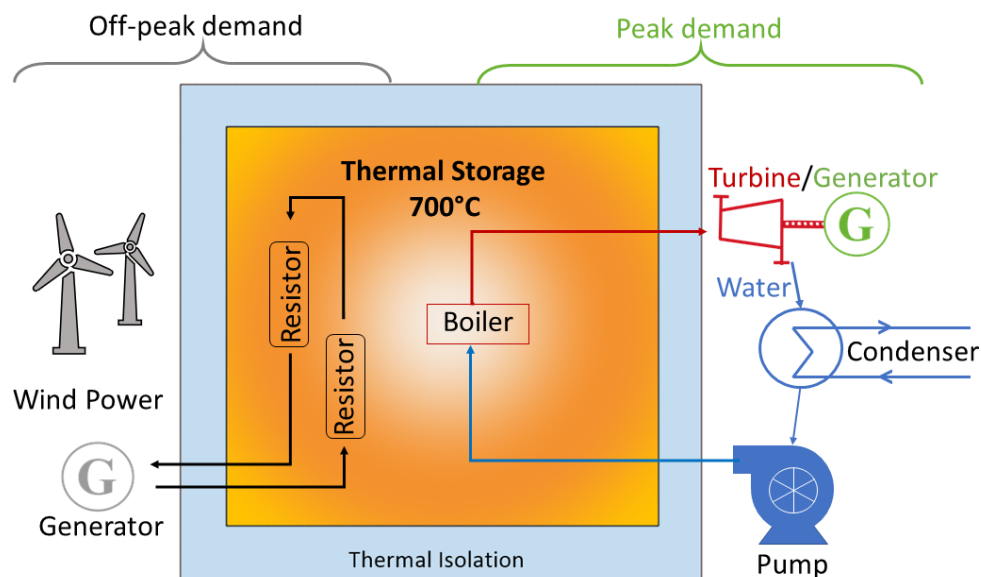 Off-peak demand
Peak demand
Thermal Storage
700°C
Turbine/Generator
G
Resistor
Water
Boiler
Resistor
Condenser
Wind Power
G
Generator
Thermal Isolation
Pump